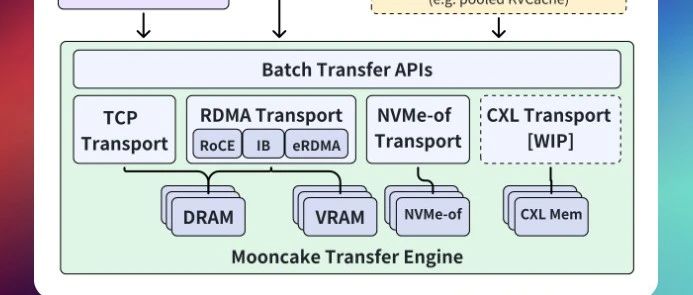 (e.g. pooled KVCache)
Batch Transfer APIs
TCP
Transport
RDMA Transport
RoCE
IB
eRDMA
NVMe-of
Transport
CXL Transport
[WIP]
DRAM
VRAM
NVMe-of
CXL Mem
Mooncake Transfer Engine